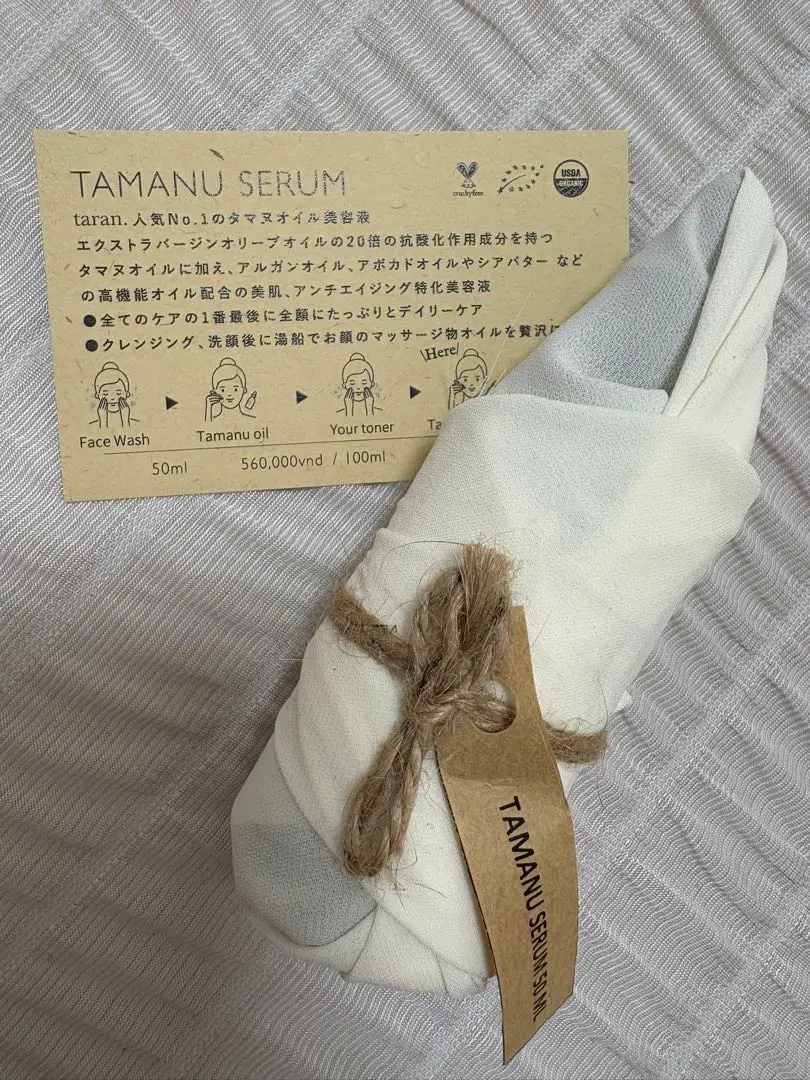 TAMANU SERUM
crueltyfree
USDA
ORGANIC
taran. 人気No.1のタマヌオイル美容液
エクストラバージンオリーブオイルの20倍の抗酸化作用成分を持つ
タマヌオイルに加え、アルガンオイル、アボカドオイルやシアバター など
の高機能オイル配合の美肌、アンチエイジング特化美容液
●全てのケアの1番最後に全顔にたっぷりとデイリーケア
●クレンジング、洗顔後に湯船でお顔のマッサージ物オイルを贅沢に
\Here/
Face Wash
Tamanu oil
Your toner
Ta
50ml 560,000vnd / 100ml
TAMANU SERUM 50 ML